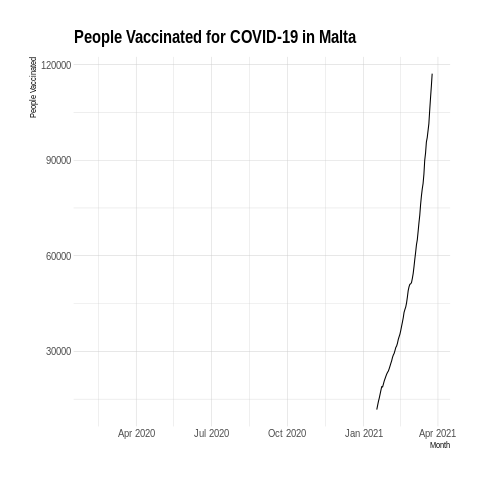 People Vaccinated for COVID-19 in Malta
People Vaccinated
120000
90000
60000
30000
Apr 2020 Jul 2020 Oct 2020 Jan 2021 Apr 2021
Month